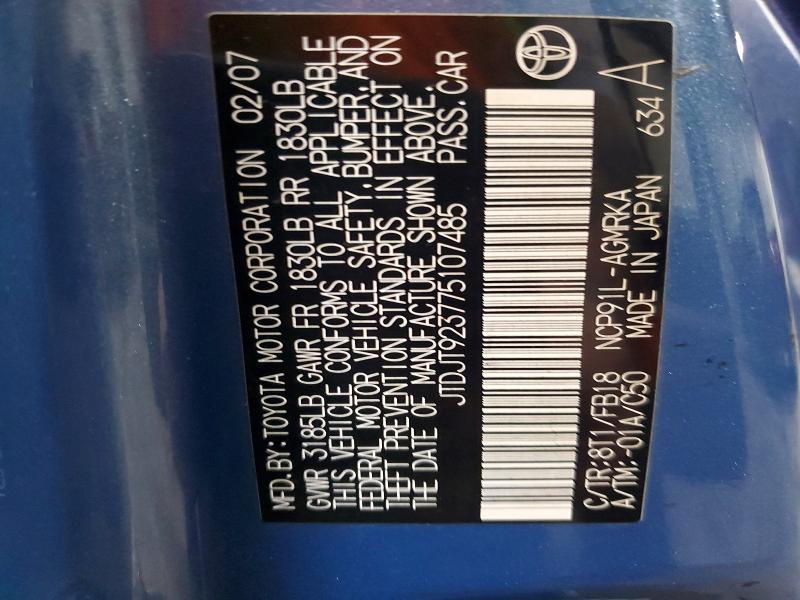 MFD. BY: TOYOTA MOTOR CORPORATION 02/07
GVWR 3185LB GAWR FR 1830LB RR 1830LB
THIS VEHICLE CONFORMS TO ALL APPLICABLE
FEDERAL MOTOR VEHICLE SAFETY, BUMPER, AND
THEFT PREVENTION STANDARDS IN EFFECT ON
THE DATE OF MANUFACTURE SHOWN ABOVE.
JTDJT923775107485 PASS. CAR
C/TR: 8T1/FB18 NCP91L-AGMRKA 634A
A/TM: -01A/C50 MADE IN JAPAN